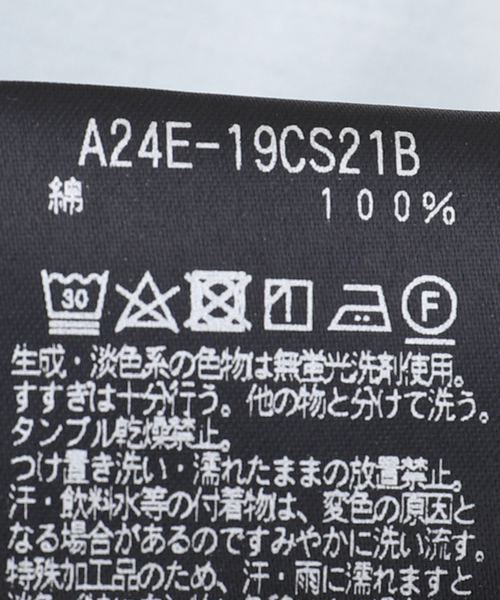 A24E-19CS21B
綿 100%
30 F
生成・淡色系の色物は無蛍光洗剤使用。
すすぎは十分行う。他の物と分けて洗う。
タンブル乾燥禁止。
つけ置き洗い・濡れたままの放置禁止。
汗・飲料水等の付着物は、変色の原因と
なる場合があるのですみやかに洗い流す。
特殊加工品のため、汗・雨に濡れますと